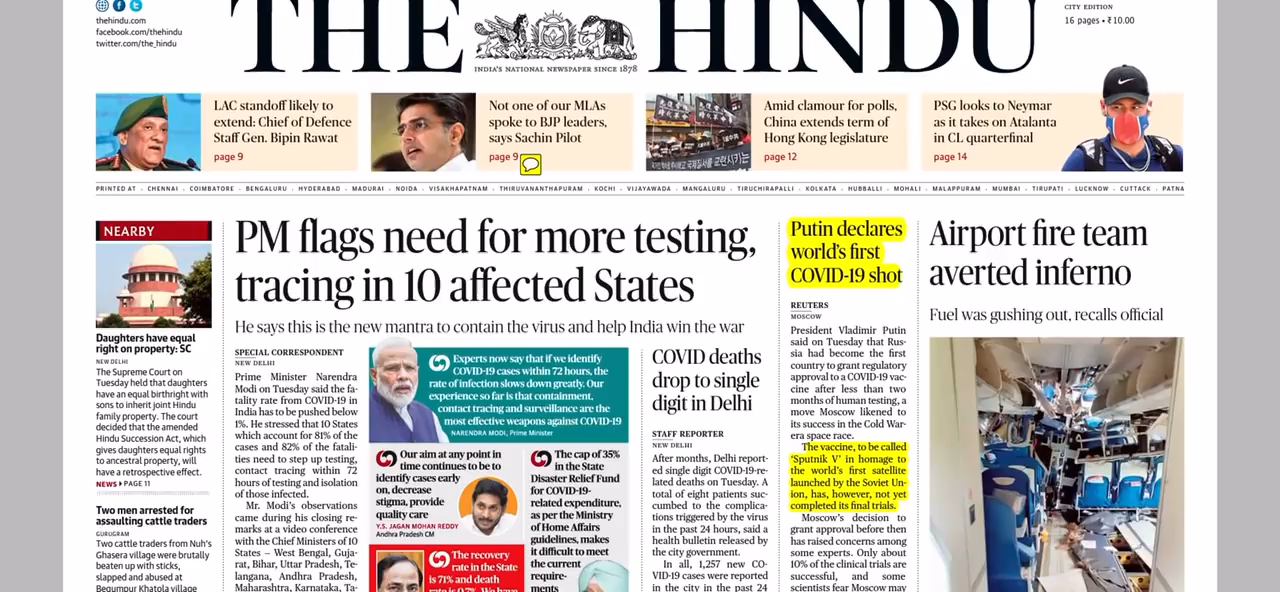 thehindu.com
facebook.com/thehindu
twitter.com/the_hindu
THE HINDU
INDIA'S NATIONAL NEWSPAPER SINCE 1878
CITY EDITION
16 pages • ₹10.00
LAC standoff likely to
extend: Chief of Defence
Staff Gen. Bipin Rawat
page 9
Not one of our MLAs
spoke to BJP leaders,
says Sachin Pilot
page 9
Amid clamour for polls,
China extends term of
Hong Kong legislature
page 12
PSG looks to Neymar
as it takes on Atalanta
in CL quarterfinal
page 14
PRINTED AT . CHENNAI . COIMBATORE . BENGALURU . HYDERABAD . MADURAI . NOIDA . VISAKHAPATNAM . THIRUVANANTHAPURAM . KOCHI . VIJAYAWADA . MANGALURU . TIRUCHIRAPALLI . KOLKATA . HUBBALLI . MOHALI . MALAPPURAM . MUMBAI . TIRUPATI . LUCKNOW . CUTTACK . PATNA
NEARBY
Daughters have equal
right on property: SC
NEW DELHI
The Supreme Court on
Tuesday held that daughters
have an equal birthright with
sons to inherit joint Hindu
family property. The court
decided that the amended
Hindu Succession Act, which
gives daughters equal rights
to ancestral property, will
have a retrospective effect.
NEWS ▸ PAGE 11
Two men arrested for
assaulting cattle traders
GURUGRAM
Two cattle traders from Nuh's
Ghasera village were brutally
beaten up with sticks,
slapped and abused at
Begumpur Khatola village
PM flags need for more testing,
tracing in 10 affected States
He says this is the new mantra to contain the virus and help India win the war
SPECIAL CORRESPONDENT
NEW DELHI
Prime Minister Narendra
Modi on Tuesday said the fa-
tality rate from COVID-19 in
India has to be pushed below
1%. He stressed that 10 States
which account for 81% of the
cases and 82% of the fatali-
ties need to step up testing,
contact tracing within 72
hours of testing and isolation
of those infected.
Mr. Modi's observations
came during his closing re-
marks at a video conference
with the Chief Ministers of 10
States – West Bengal, Guja-
rat, Bihar, Uttar Pradesh, Te-
langana, Andhra Pradesh,
Maharashtra, Karnataka, Ta-
Experts now say that if we identify
COVID-19 cases within 72 hours, the
rate of infection slows down greatly. Our
experience so far is that containment,
contact tracing and surveillance are the
most effective weapons against COVID-19
NARENDRA MODI, Prime Minister
Our aim at any point in
time continues to be to
identify cases early
on, decrease
stigma, provide
quality care
Y.S. JAGAN MOHAN REDDY
Andhra Pradesh CM
The recovery
rate in the State
is 71% and death
rate is 0.7%. We have
The cap of 35%
in the State
Disaster Relief Fund
for COVID-19-
related expenditure,
as per the Ministry
of Home Affairs
guidelines, makes
it difficult to meet
the current
require-
ments
COVID deaths
drop to single
digit in Delhi
STAFF REPORTER
NEW DELHI
After months, Delhi report-
ed single digit COVID-19-re-
lated deaths on Tuesday. A
total of eight patients suc-
cumbed to the complica-
tions triggered by the virus
in the past 24 hours, said a
health bulletin released by
the city government.
In all, 1,257 new CO-
VID-19 cases were reported
in the city in the past 24
Putin declares
world's first
COVID-19 shot
REUTERS
MOSCOW
President Vladimir Putin
said on Tuesday that Rus-
sia had become the first
country to grant regulatory
approval to a COVID-19 vac-
cine after less than two
months of human testing, a
move Moscow likened to
its success in the Cold War-
era space race.
The vaccine, to be called
'Sputnik V' in homage to
the world's first satellite
launched by the Soviet Un-
ion, has, however, not yet
completed its final trials.
Moscow's decision to
grant approval before then
has raised concerns among
some experts. Only about
10% of the clinical trials are
successful, and some
scientists fear Moscow may
Airport fire team
averted inferno
Fuel was gushing out, recalls official